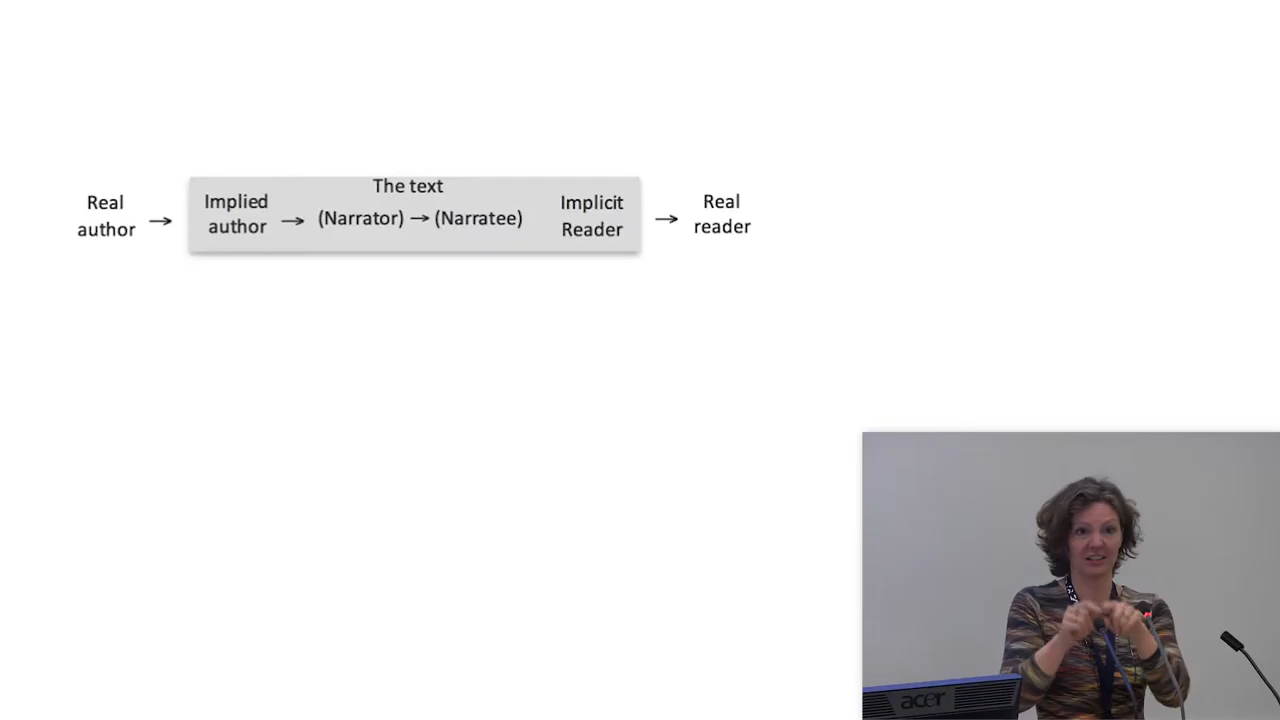 The text
Real
author
→
Implied
author
→
(Narrator) → (Narratee)
Implicit
Reader
→
Real
reader
acer